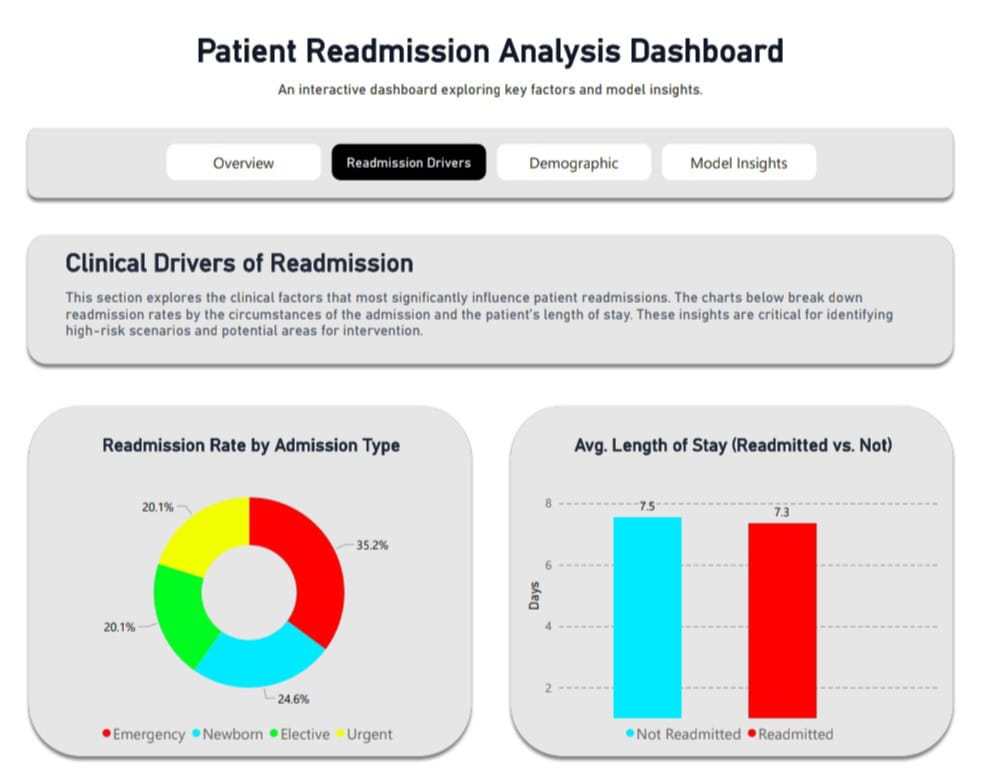 Patient Readmission Analysis Dashboard
An interactive dashboard exploring key factors and model insights.
Overview
Readmission Drivers
Demographic
Model Insights
Clinical Drivers of Readmission
This section explores the clinical factors that most significantly influence patient readmissions. The charts below break down
readmission rates by the circumstances of the admission and the patient's length of stay. These insights are critical for identifying
high-risk scenarios and potential areas for intervention.
Readmission Rate by Admission Type
20.1%
35.2%
20.1%
24.6%
Emergency Newborn Elective Urgent
Avg. Length of Stay (Readmitted vs. Not)
8
7.5
7.3
6
Days
4
2
Not Readmitted Readmitted